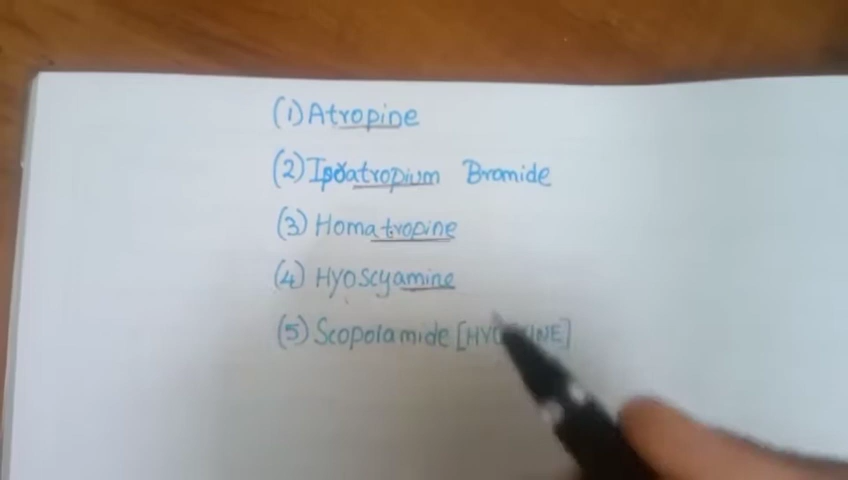 (1) Atropine
(2) Ipratropium Bromide
(3) Homatropine
(4) Hyoscyamine
(5) Scopolamide